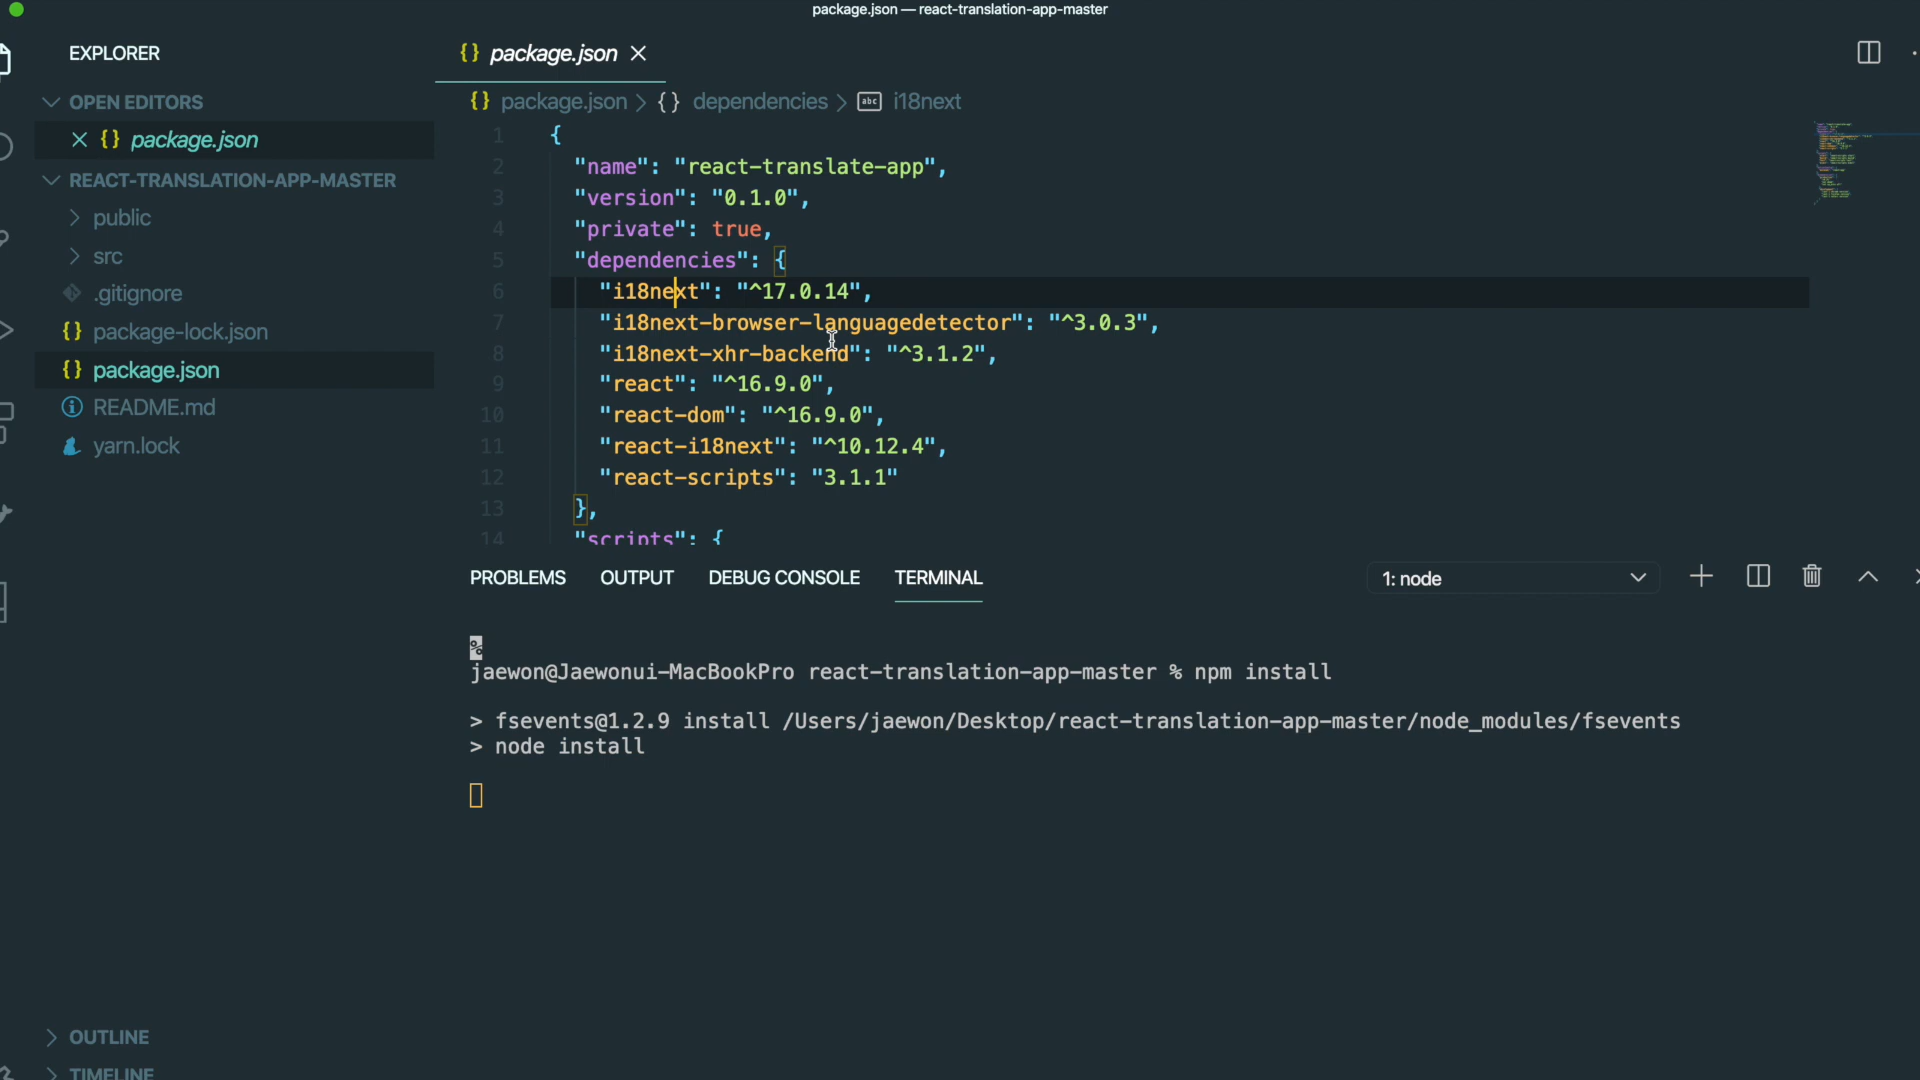 package.json — react-translation-app-master
EXPLORER
OPEN EDITORS
{} package.json
REACT-TRANSLATION-APP-MASTER
public
src
.gitignore
{} package-lock.json
{} package.json
README.md
yarn.lock
OUTLINE
TIMELINE
{} package.json
{} package.json > {} dependencies > abc i18next
1 {
2 "name": "react-translate-app",
3 "version": "0.1.0",
4 "private": true,
5 "dependencies": {
6 "i18next": "^17.0.14",
7 "i18next-browser-languagedetector": "^3.0.3",
8 "i18next-xhr-backend": "^3.1.2",
9 "react": "^16.9.0",
10 "react-dom": "^16.9.0",
11 "react-i18next": "^10.12.4",
12 "react-scripts": "3.1.1"
13 },
14 "scripts": {
PROBLEMS OUTPUT DEBUG CONSOLE TERMINAL 1: node
%
jaewon@Jaewonui-MacBookPro react-translation-app-master % npm install
> fsevents@1.2.9 install /Users/jaewon/Desktop/react-translation-app-master/node_modules/fsevents
> node install